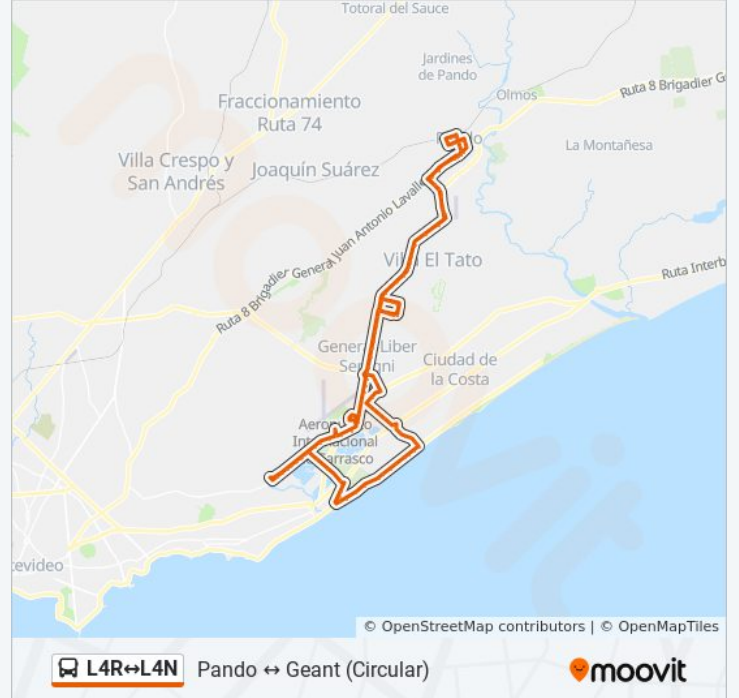 Totoral del Sauce
Jardines
de Pando
Olmos
Ruta 8 Brigadier G
Fraccionamiento
Ruta 74
La Montañesa
Villa Crespo y
San Andrés
Joaquín Suárez
Ruta 8 Brigadier General Juan Antonio Lavalle
El Tato
Ruta Interb
Ciudad de
la Costa
Carrasco
evideo
© OpenStreetMap contributors | © OpenMapTiles
L4R↔L4N Pando ↔ Geant (Circular)
moovit